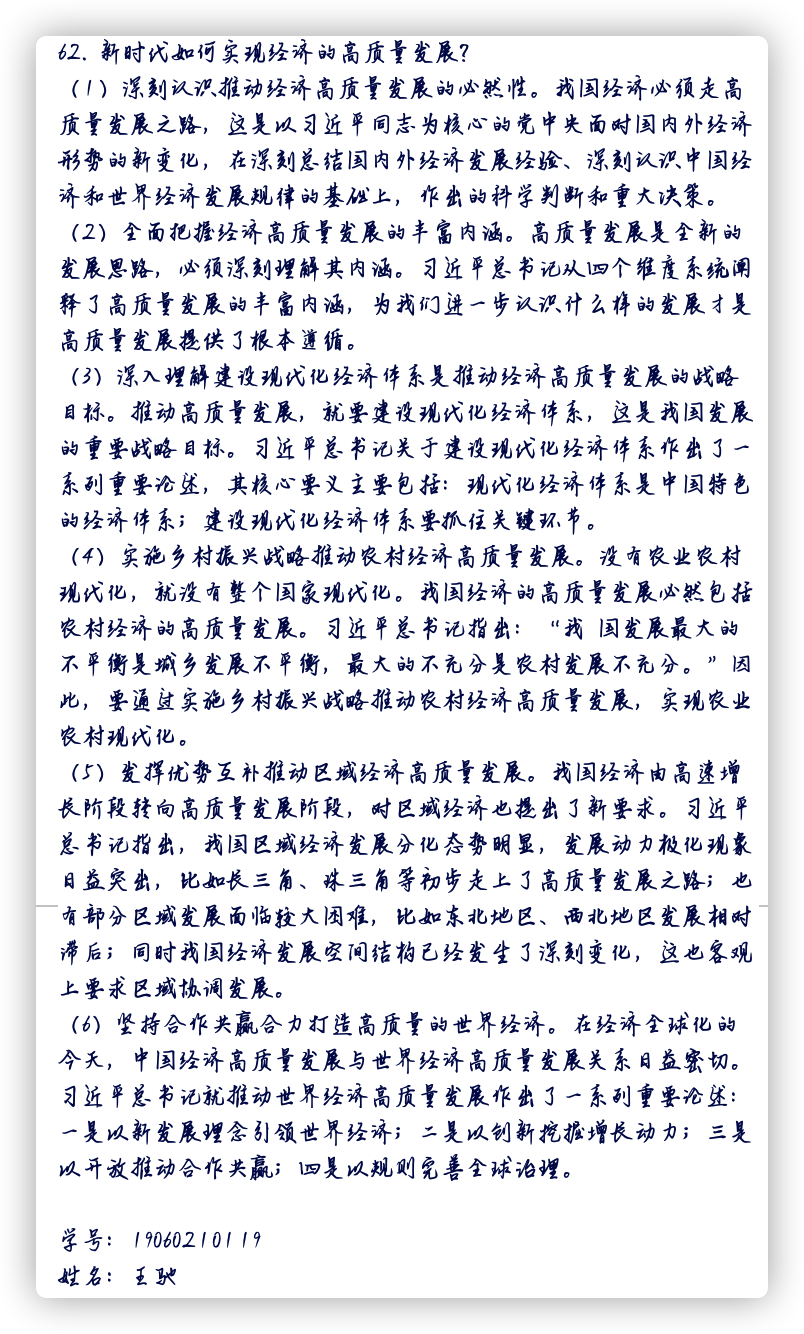 62. 新时代如何实现经济的高质量发展?
（1）深刻认识推动经济高质量发展的必然性。我国经济必须走高
质量发展之路，这是以习近平同志为核心的党中央面对国内外经济
形势的新变化，在深刻总结国内外经济发展经验、深刻认识中国经
济和世界经济发展规律的基础上，作出的科学判断和重大决策。
（2）全面把握经济高质量发展的丰富内涵。高质量发展是全新的
发展思路，必须深刻理解其内涵。习近平总书记从四个维度系统阐
释了高质量发展的丰富内涵，为我们进一步认识什么样的发展才是
高质量发展提供了根本遵循。
（3）深入理解建设现代化经济体系是推动经济高质量发展的战略
目标。推动高质量发展，就要建设现代化经济体系，这是我国发展
的重要战略目标。习近平总书记关于建设现代化经济体系作出了一
系列重要论述，其核心要义主要包括：现代化经济体系是中国特色
的经济体系；建设现代化经济体系要抓住关键环节。
（4）实施乡村振兴战略推动农村经济高质量发展。没有农业农村
现代化，就没有整个国家现代化。我国经济的高质量发展必然包括
农村经济的高质量发展。习近平总书记指出：“我 国发展最大的
不平衡是城乡发展不平衡，最大的不充分是农村发展不充分。”因
此，要通过实施乡村振兴战略推动农村经济高质量发展，实现农业
农村现代化。
（5）发挥优势互补推动区域经济高质量发展。我国经济由高速增
长阶段转向高质量发展阶段，对区域经济也提出了新要求。习近平
总书记指出，我国区域经济发展分化态势明显，发展动力极化现象
日益突出，比如长三角、珠三角等初步走上了高质量发展之路；也
有部分区域发展面临较大困难，比如东北地区、西北地区发展相对
滞后；同时我国经济发展空间结构已经发生了深刻变化，这也客观
上要求区域协调发展。
（6）坚持合作共赢合力打造高质量的世界经济。在经济全球化的
今天，中国经济高质量发展与世界经济高质量发展关系日益密切。
习近平总书记就推动世界经济高质量发展作出了一系列重要论述：
一是以新发展理念引领世界经济；二是以创新挖掘增长动力；三是
以开放推动合作共赢；四是以规则完善全球治理。
学号：19060210119
姓名：王驰